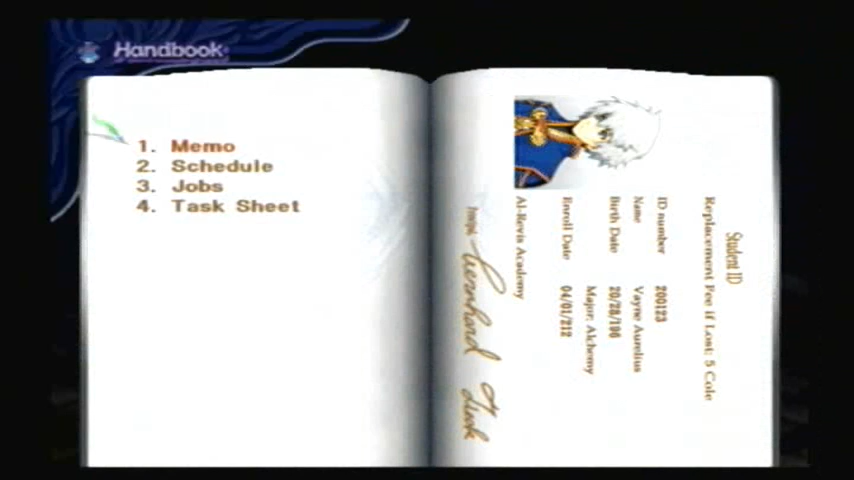 Handbook
1. Memo
2. Schedule
3. Jobs
4. Task Sheet
Student ID
Replacement Fee if Lost: 5 Cole
ID number 200123
Name Vayne Aurelius
Birth Date 20/28/196
Major: Alchemy
Enroll Date 04/01/212
Al-Revis Academy